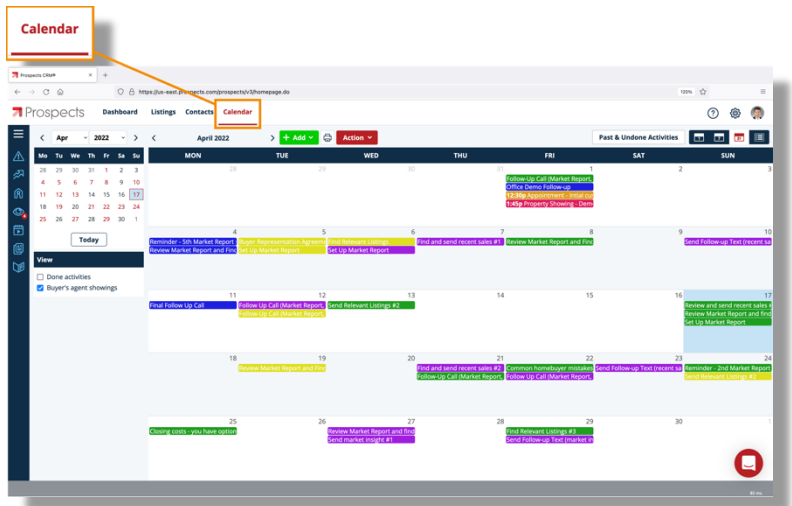 Calendar
Prospects CRM® × +
https://us-east.prospects.com/prospects/v3/homepage.do
Prospects Dashboard Listings Contacts Calendar
Apr 2022 April 2022 + Add Action Past & Undone Activities
Mo Tu We Th Fr Sa Su
28 29 30 31 1 2 3
4 5 6 7 8 9 10
11 12 13 14 15 16 17
18 19 20 21 22 23 24
25 26 27 28 29 30 1
Today
View
Done activities
Buyer's agent showings
MON TUE WED THU FRI SAT SUN
28 29 30 31 1 2 3
Follow-Up Call (Market Report,
Office Demo Follow-up
12:30p Appointment - Intial
1:45p Property Showing - Dem
4 5 6 7 8 9 10
Reminder - 5th Market Report Buyer Representation Agreeme Find Relevant Listings Find and send recent sales #1 Review Market Report and Fin Send Follow-up Text (recent sa
Review Market Report and Find Set Up Market Report Set Up Market Report
11 12 13 14 15 16 17
Final Follow Up Call Follow Up Call (Market Report, Send Relevant Listings #2 Review and send recent sales
Follow-Up Call (Market Report Review Market Report and find
Set Up Market Report
18 19 20 21 22 23 24
Review Market Report and Find Find and send recent sales #2 Common homebuyer mistakes Send Follow-up Text (recent sa Reminder - 2nd Market Report
Follow-Up Call (Market Report, Follow Up Call (Market Report, Send Relevant Listings #2
25 26 27 28 29 30 1
Closing costs - you have option Review Market Report and find Find Relevant Listings #3
Send market insight #1 Send Follow-up Text (market in